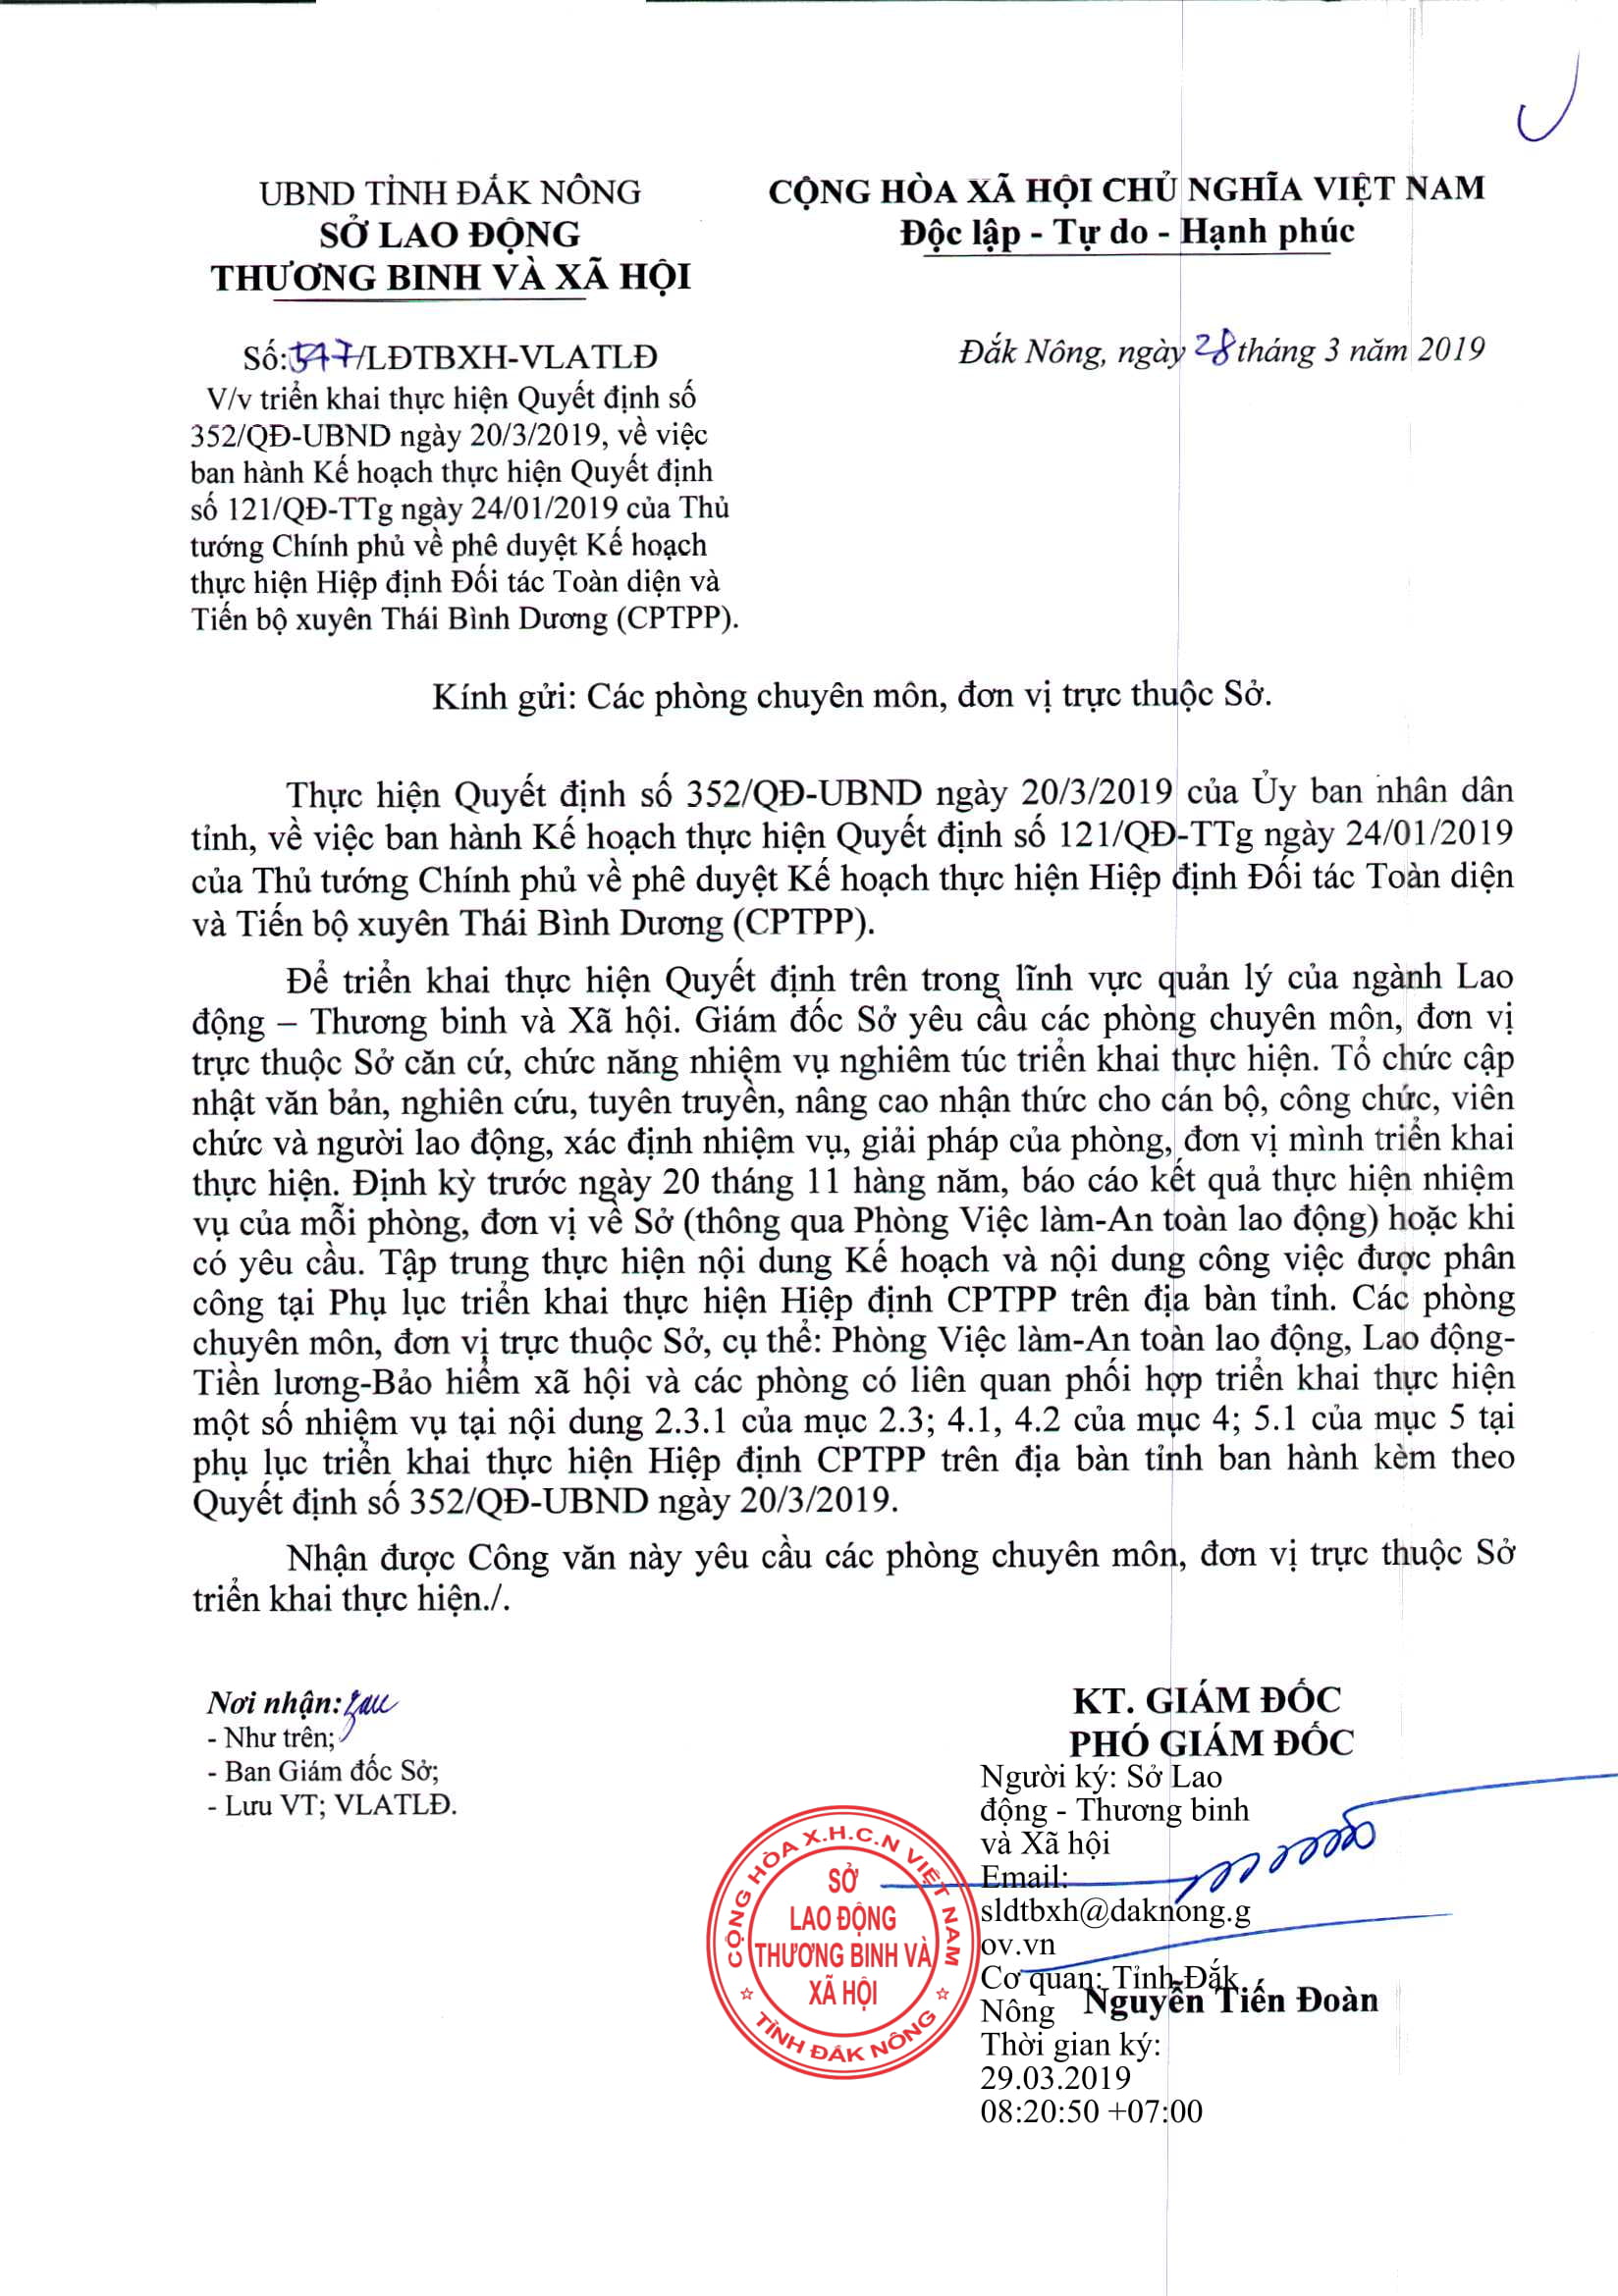 UBND TỈNH ĐẮK NÔNG
SỞ LAO ĐỘNG
THƯƠNG BINH VÀ XÃ HỘI
CỘNG HÒA XÃ HỘI CHỦ NGHĨA VIỆT NAM
Độc lập - Tự do - Hạnh phúc
Số:547/LĐTBXH-VLATLĐ
Đắk Nông, ngày 28 tháng 3 năm 2019
V/v triển khai thực hiện Quyết định số
352/QĐ-UBND ngày 20/3/2019, về việc
ban hành Kế hoạch thực hiện Quyết định
số 121/QĐ-TTg ngày 24/01/2019 của Thủ
tướng Chính phủ về phê duyệt Kế hoạch
thực hiện Hiệp định Đối tác Toàn diện và
Tiến bộ xuyên Thái Bình Dương (CPTPP).
Kính gửi: Các phòng chuyên môn, đơn vị trực thuộc Sở.
Thực hiện Quyết định số 352/QĐ-UBND ngày 20/3/2019 của Ủy ban nhân dân
tỉnh, về việc ban hành Kế hoạch thực hiện Quyết định số 121/QĐ-TTg ngày 24/01/2019
của Thủ tướng Chính phủ về phê duyệt Kế hoạch thực hiện Hiệp định Đối tác Toàn diện
và Tiến bộ xuyên Thái Bình Dương (CPTPP).
Để triển khai thực hiện Quyết định trên trong lĩnh vực quản lý của ngành Lao
động – Thương binh và Xã hội. Giám đốc Sở yêu cầu các phòng chuyên môn, đơn vị
trực thuộc Sở căn cứ, chức năng nhiệm vụ nghiêm túc triển khai thực hiện. Tổ chức cập
nhật văn bản, nghiên cứu, tuyên truyền, nâng cao nhận thức cho cán bộ, công chức, viên
chức và người lao động, xác định nhiệm vụ, giải pháp của phòng, đơn vị mình triển khai
thực hiện. Định kỳ trước ngày 20 tháng 11 hàng năm, báo cáo kết quả thực hiện nhiệm
vụ của mỗi phòng, đơn vị về Sở (thông qua Phòng Việc làm-An toàn lao động) hoặc khi
có yêu cầu. Tập trung thực hiện nội dung Kế hoạch và nội dung công việc được phân
công tại Phụ lục triển khai thực hiện Hiệp định CPTPP trên địa bàn tỉnh. Các phòng
chuyên môn, đơn vị trực thuộc Sở, cụ thể: Phòng Việc làm-An toàn lao động, Lao động-
Tiền lương-Bảo hiểm xã hội và các phòng có liên quan phối hợp triển khai thực hiện
một số nhiệm vụ tại nội dung 2.3.1 của mục 2.3; 4.1, 4.2 của mục 4; 5.1 của mục 5 tại
phụ lục triển khai thực hiện Hiệp định CPTPP trên địa bàn tỉnh ban hành kèm theo
Quyết định số 352/QĐ-UBND ngày 20/3/2019.
Nhận được Công văn này yêu cầu các phòng chuyên môn, đơn vị trực thuộc Sở
triển khai thực hiện./.
Nơi nhận:
- Như trên;
- Ban Giám đốc Sở;
- Lưu VT; VLATLĐ.
KT. GIÁM ĐỐC
PHÓ GIÁM ĐỐC
Người ký: Sở Lao
động - Thương binh
và Xã hội
Email:
sldtbxh@daknong.g
ov.vn
Cơ quan: Tỉnh Đắk
Nông
Thời gian ký:
29.03.2019
08:20:50 +07:00
Nguyễn Tiến Đoàn
CỘNG HÒA X.H.C.N VIỆT NAM
SỞ
LAO ĐỘNG
THƯƠNG BINH VÀ
XÃ HỘI
TỈNH ĐẮK NÔNG